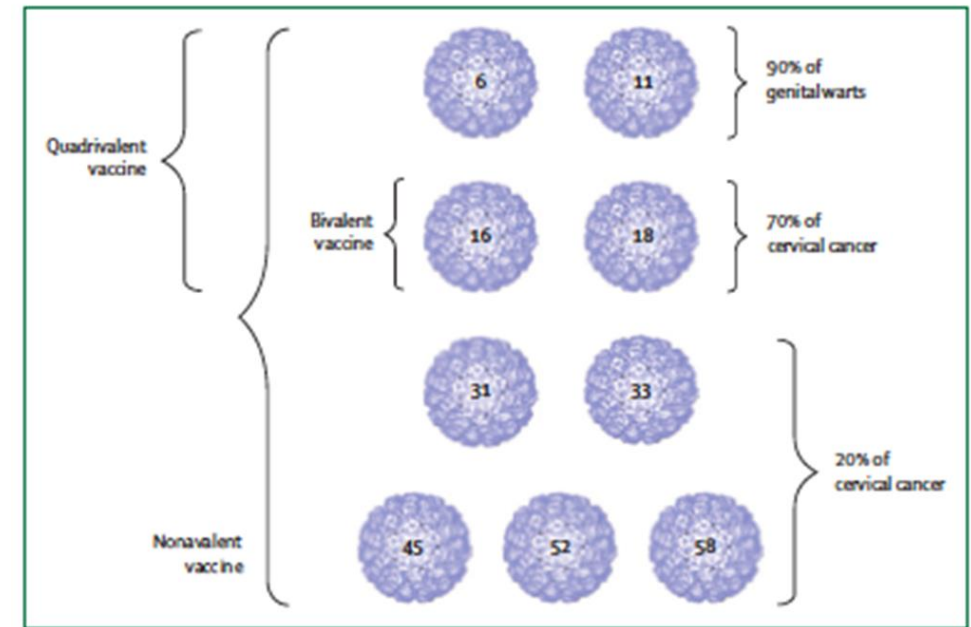 6
11
90% of
genital warts
Quadrivalent
vaccine
Bivalent
vaccine
16
18
70% of
cervical cancer
31
33
20% of
cervical cancer
Nonavalent
vaccine
45
52
58